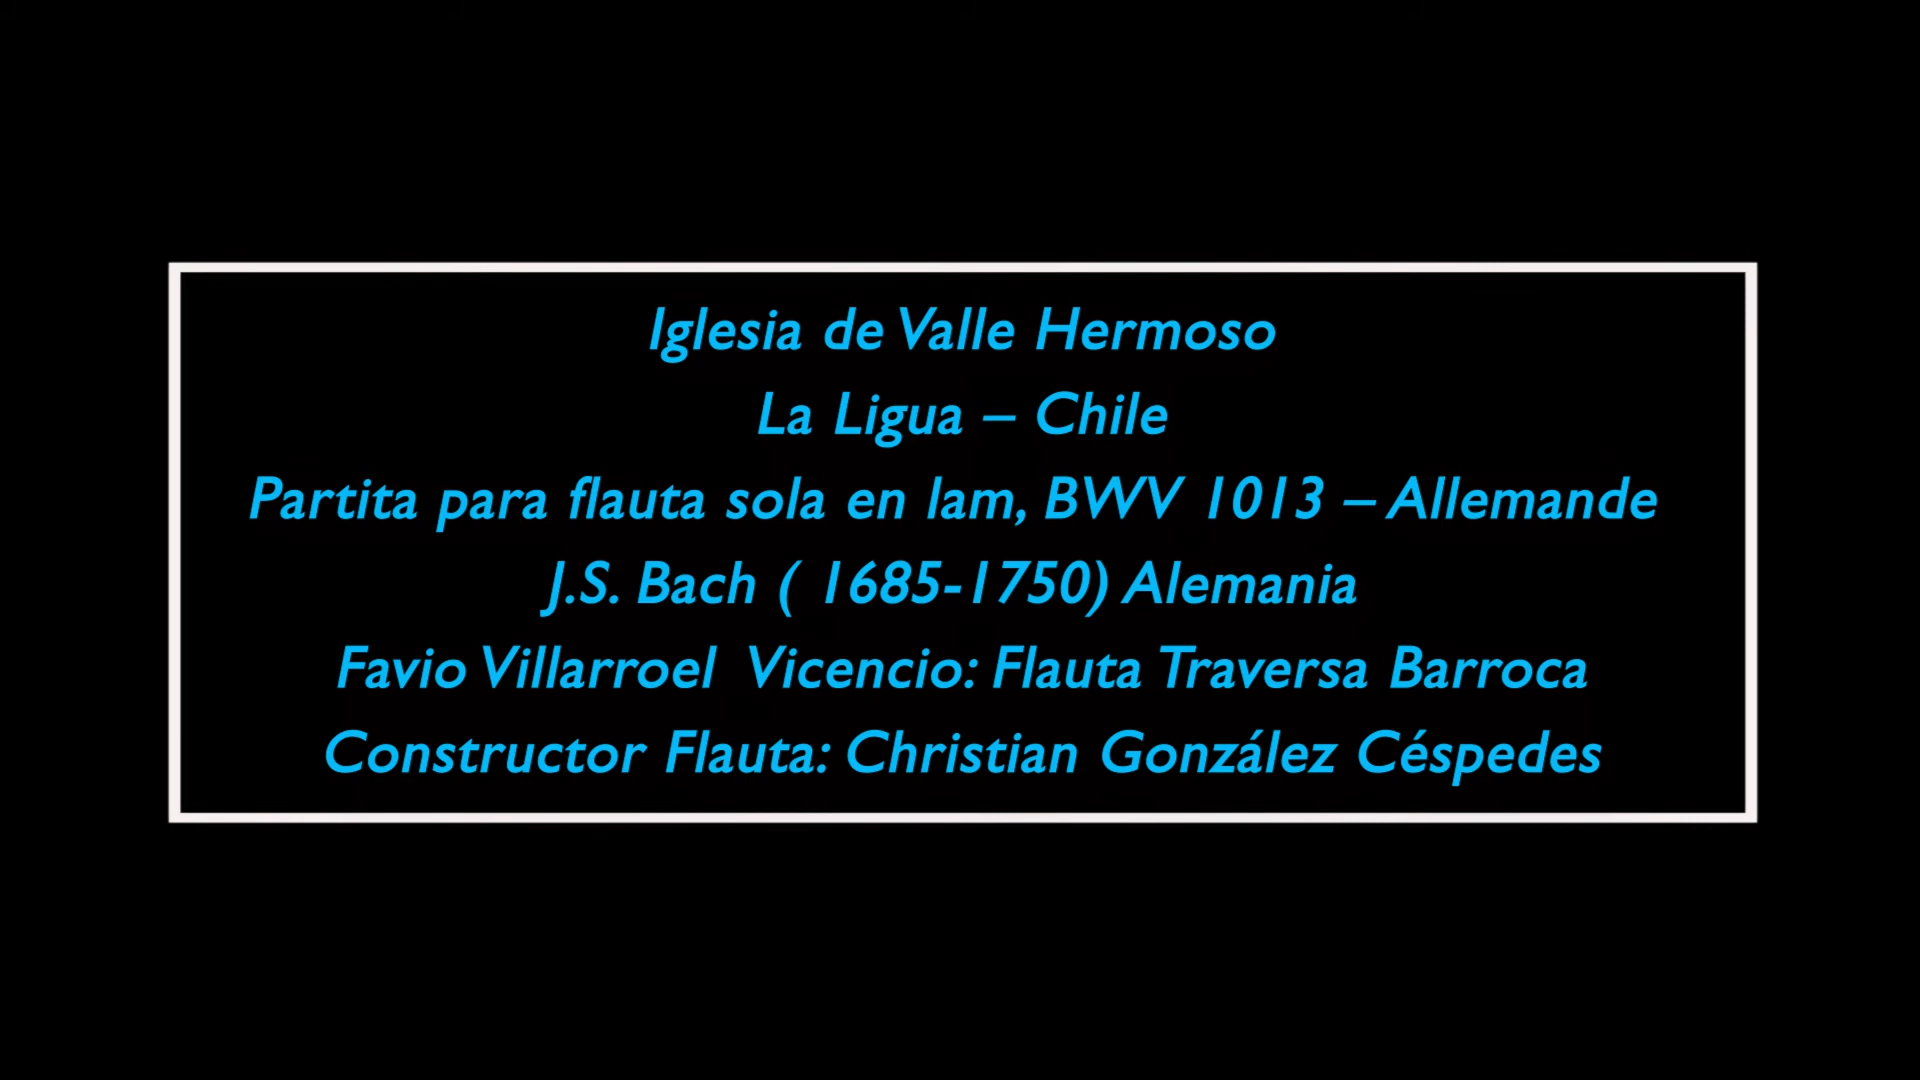 Iglesia de Valle Hermoso
La Ligua – Chile
Partita para flauta sola en lam, BWV 1013 – Allemande
J.S. Bach ( 1685-1750) Alemania
Favio Villarroel  Vicencio: Flauta Traversa Barroca
Constructor Flauta: Christian González Céspedes